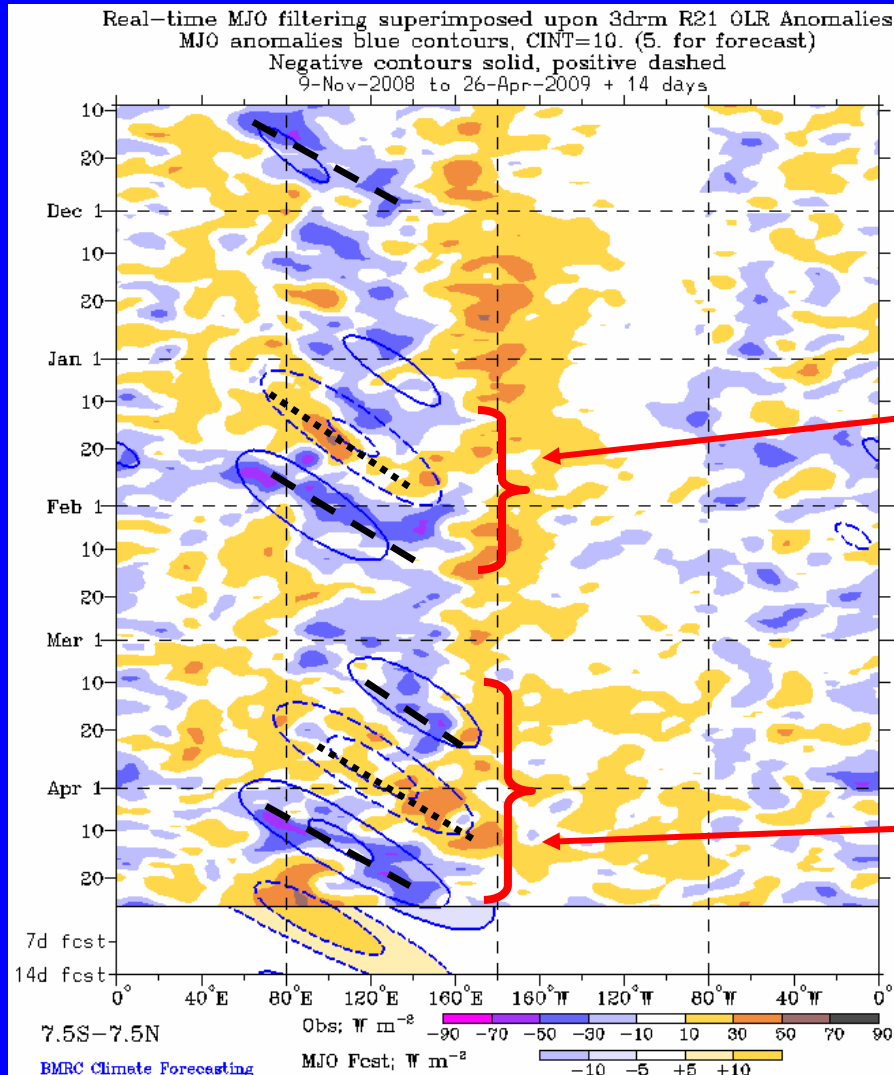 Real-time MJO filtering superimposed upon 3drm R21 OLR Anomalies
MJO anomalies blue contours, CINT=10. (5. for forecast)
Negative contours solid, positive dashed
9-Nov-2008 to 26-Apr-2009 + 14 days
10
20
Dec 1
10
20
Jan 1
10
20
Feb 1
10
20
Mar 1
10
20
Apr 1
10
20
7d fcst
14d fcst
0° 40°E 80°E 120°E 160°E 160°W 120°W 80°W 40°W 0°
7.5S-7.5N
Obs; W m⁻² -90 -70 -50 -30 -10 10 30 50 70 90
BMRC Climate Forecasting
MJO Fcst; W m⁻² -10 -5 +5 +10